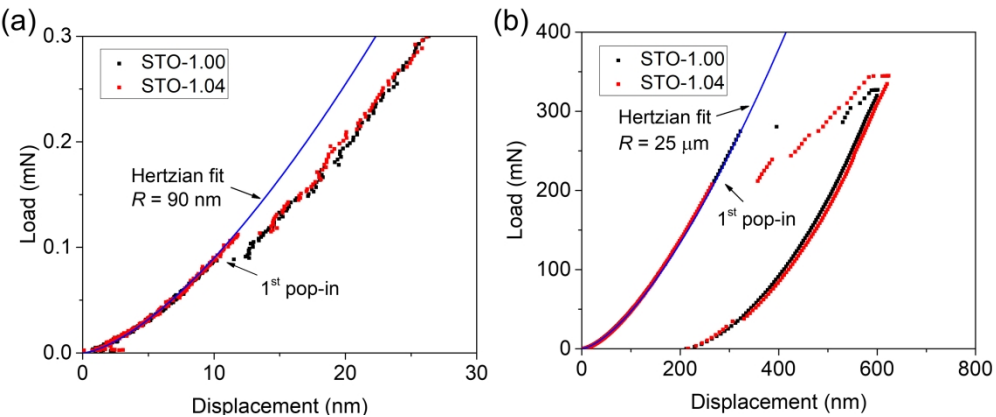 (a)
0.3
0.2
0.1
0.0
Load (mN)
STO-1.00
STO-1.04
Hertzian fit
R = 90 nm
1st pop-in
0
10
20
30
Displacement (nm)
(b)
400
300
200
100
0
Load (mN)
STO-1.00
STO-1.04
Hertzian fit
R = 25 μm
1st pop-in
0
200
400
600
800
Displacement (nm)